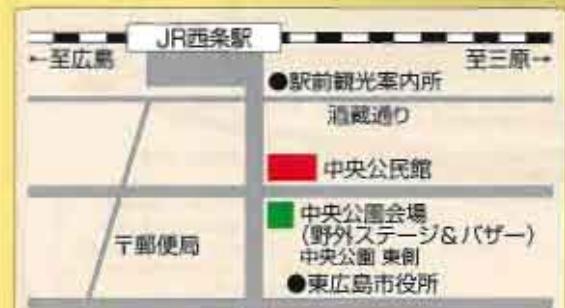 JR西条駅
←至広島
至三原→
●駅前観光案内所
酒蔵通り
中央公民館
中央公園会場
(野外ステージ&バザー)
中央公園 東側
〒郵便局
●東広島市役所